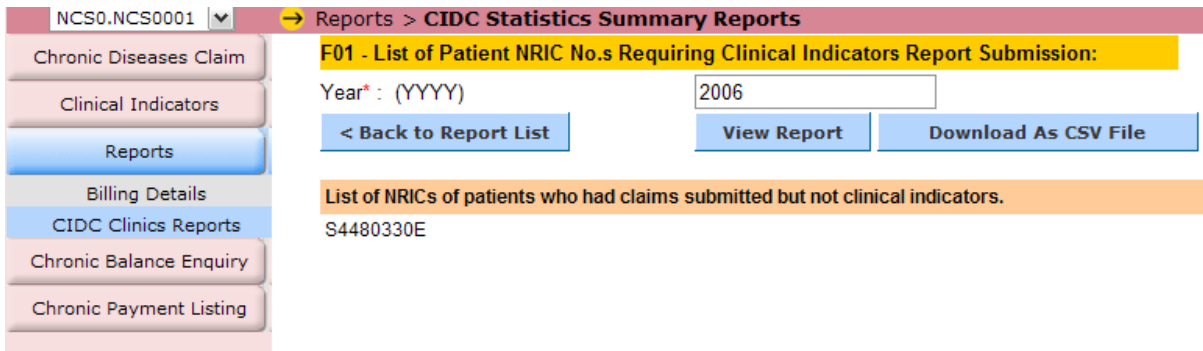 NCS0.NCS0001
Reports > CIDC Statistics Summary Reports
Chronic Diseases Claim
Clinical Indicators
Reports
Billing Details
CIDC Clinics Reports
Chronic Balance Enquiry
Chronic Payment Listing
F01 - List of Patient NRIC No.s Requiring Clinical Indicators Report Submission:
Year* : (YYYY) 2006
< Back to Report List View Report Download As CSV File
List of NRICs of patients who had claims submitted but not clinical indicators.
S4480330E